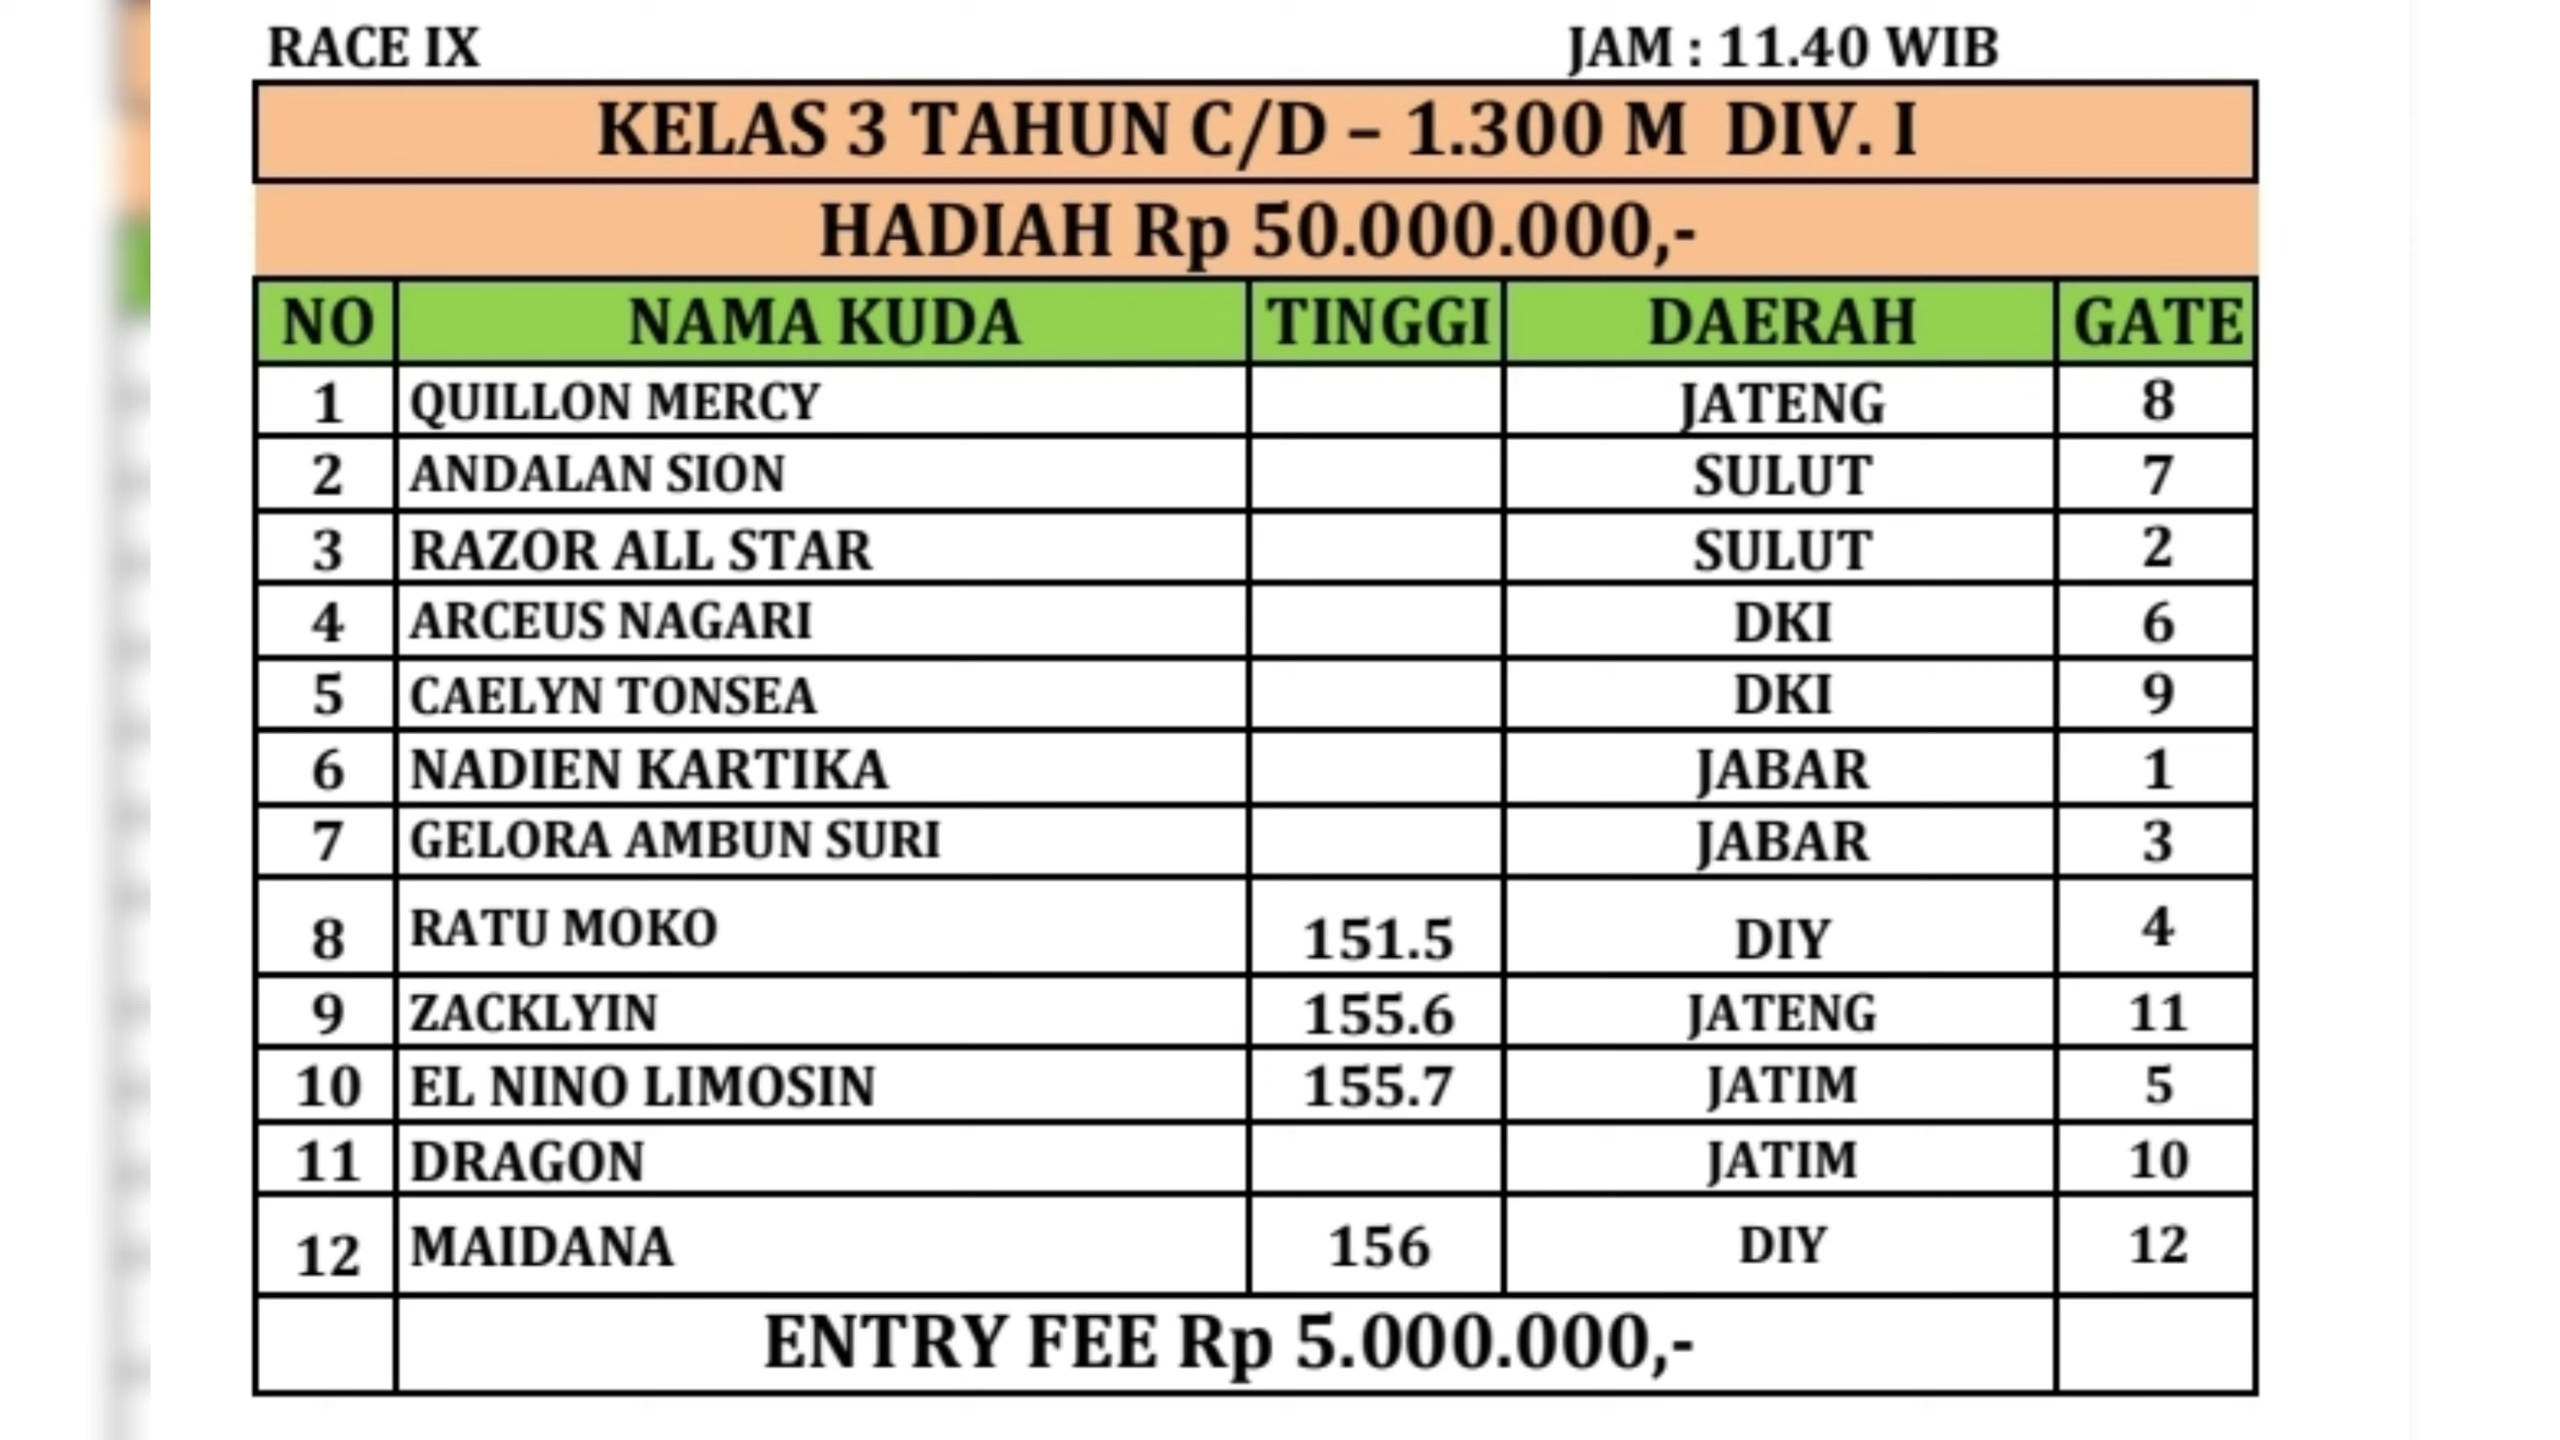 RACE IX JAM : 11.40 WIB
KELAS 3 TAHUN C/D – 1.300 M DIV. I
HADIAH Rp 50.000.000,-
NO NAMA KUDA TINGGI DAERAH GATE
1 QUILLON MERCY JATENG 8
2 ANDALAN SION SULUT 7
3 RAZOR ALL STAR SULUT 2
4 ARCEUS NAGARI DKI 6
5 CAELYN TONSEA DKI 9
6 NADIEN KARTIKA JABAR 1
7 GELORA AMBUN SURI JABAR 3
8 RATU MOKO 151.5 DIY 4
9 ZACKLYIN 155.6 JATENG 11
10 EL NINO LIMOSIN 155.7 JATIM 5
11 DRAGON JATIM 10
12 MAIDANA 156 DIY 12
ENTRY FEE Rp 5.000.000,-